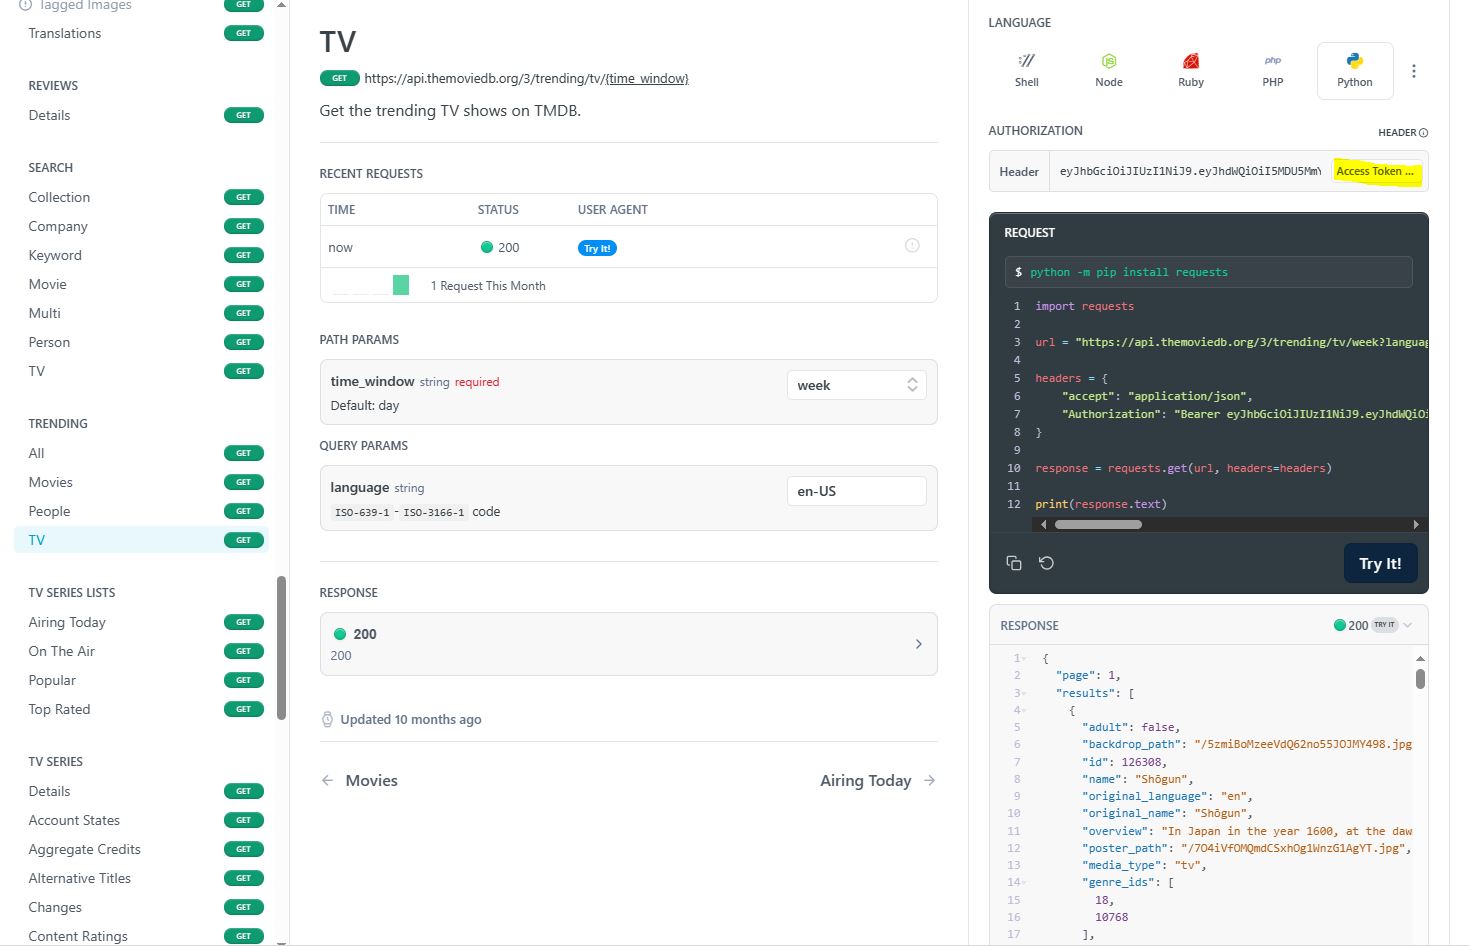 Tagged Images GET
Translations GET
REVIEWS
Details GET
SEARCH
Collection GET
Company GET
Keyword GET
Movie GET
Multi GET
Person GET
TV GET
TRENDING
All GET
Movies GET
People GET
TV GET
TV SERIES LISTS
Airing Today GET
On The Air GET
Popular GET
Top Rated GET
TV SERIES
Details GET
Account States GET
Aggregate Credits GET
Alternative Titles GET
Changes GET
Content Ratings GET
TV
GET https://api.themoviedb.org/3/trending/tv/{time_window}
Get the trending TV shows on TMDB.
RECENT REQUESTS
TIME STATUS USER AGENT
now 200 Try It!
1 Request This Month
PATH PARAMS
time_window string required week
Default: day
QUERY PARAMS
language string en-US
ISO-639-1 - ISO-3166-1 code
RESPONSE
200
200
Updated 10 months ago
← Movies Airing Today →
LANGUAGE
Shell Node Ruby PHP Python
AUTHORIZATION HEADER
Header eyJhbGciOiJIUzI1NiJ9.eyJhdWQiOiI5MDU5Mm Access Token ...
REQUEST
$ python -m pip install requests
1 import requests
2
3 url = "https://api.themoviedb.org/3/trending/tv/week?languag
4
5 headers = {
6 "accept": "application/json",
7 "Authorization": "Bearer eyJhbGciOiJIUzI1NiJ9.eyJhdWQiOi
8 }
9
10 response = requests.get(url, headers=headers)
11
12 print(response.text)
Try It!
RESPONSE 200 TRY IT
1 {
2 "page": 1,
3 "results": [
4 {
5 "adult": false,
6 "backdrop_path": "/5zmiBoMzeeVdQ62no55JOJMY498.jpg
7 "id": 126308,
8 "name": "Shōgun",
9 "original_language": "en",
10 "original_name": "Shōgun",
11 "overview": "In Japan in the year 1600, at the daw
12 "poster_path": "/7O4iVfOMQmdCSxhOg1WnzG1AgYT.jpg",
13 "media_type": "tv",
14 "genre_ids": [
15 18,
16 10768
17 ],